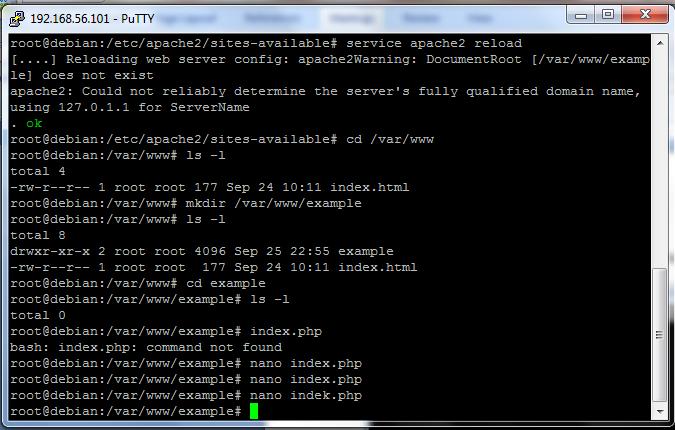 192.168.56.101 - PuTTY
root@debian:/etc/apache2/sites-available# service apache2 reload
[....] Reloading web server config: apache2Warning: DocumentRoot [/var/www/examp
le] does not exist
apache2: Could not reliably determine the server's fully qualified domain name,
using 127.0.1.1 for ServerName
. ok
root@debian:/etc/apache2/sites-available# cd /var/www
root@debian:/var/www# ls -l
total 4
-rw-r--r-- 1 root root 177 Sep 24 10:11 index.html
root@debian:/var/www# mkdir /var/www/example
root@debian:/var/www# ls -l
total 8
drwxr-xr-x 2 root root 4096 Sep 25 22:55 example
-rw-r--r-- 1 root root  177 Sep 24 10:11 index.html
root@debian:/var/www# cd example
root@debian:/var/www/example# ls -l
total 0
root@debian:/var/www/example# index.php
bash: index.php: command not found
root@debian:/var/www/example# nano index.php
root@debian:/var/www/example# nano index.php
root@debian:/var/www/example# nano indek.php
root@debian:/var/www/example#